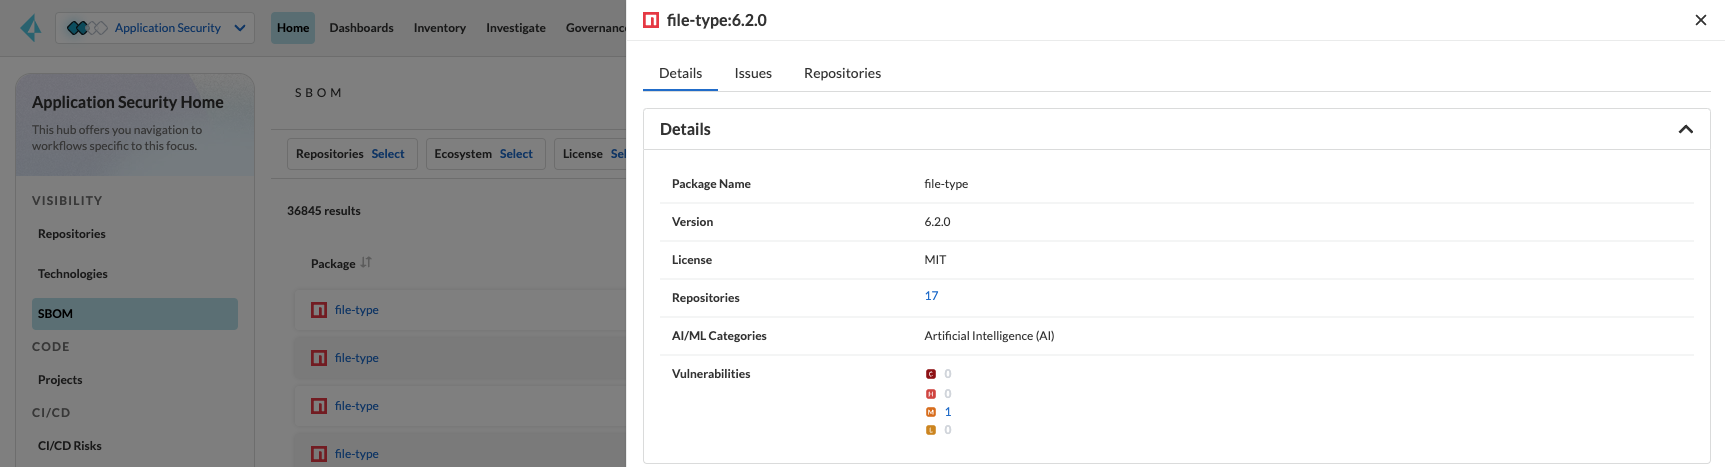 Application Security
Home Dashboards Inventory Investigate Governanc
Application Security Home
This hub offers you navigation to
workflows specific to this focus.
VISIBILITY
Repositories
Technologies
SBOM
CODE
Projects
CI/CD
CI/CD Risks
SBOM
Repositories Select Ecosystem Select License Sel
36845 results
Package
file-type
file-type
file-type
file-type
file-type:6.2.0
Details Issues Repositories
Details
Package Name file-type
Version 6.2.0
License MIT
Repositories 17
AI/ML Categories Artificial Intelligence (AI)
Vulnerabilities C 0
H 0
M 1
L 0